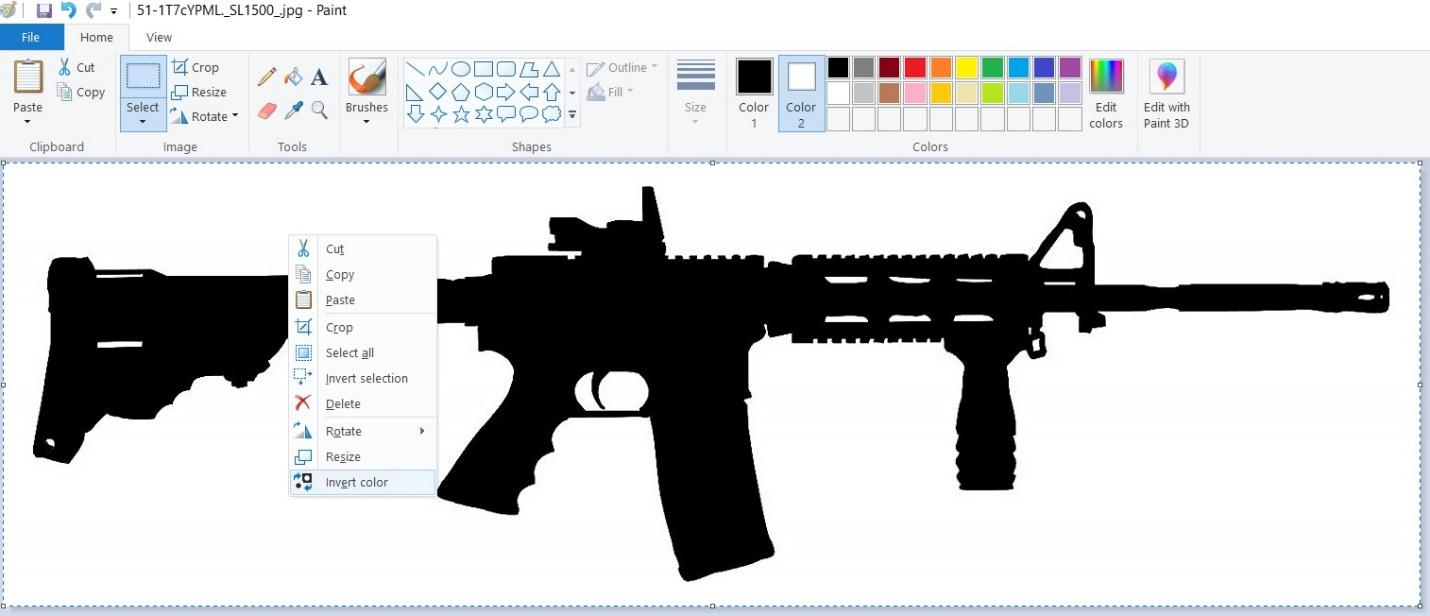 51-1T7cYPML._SL1500_.jpg - Paint
File Home View
Paste
Cut
Copy
Clipboard
Select
Crop
Resize
Rotate
Image
A
Tools
Brushes
Outline
Fill
Shapes
Size
Color 1
Color 2
Edit colors
Colors
Edit with Paint 3D
Cut
Copy
Paste
Crop
Select all
Invert selection
Delete
Rotate
Resize
Invert color